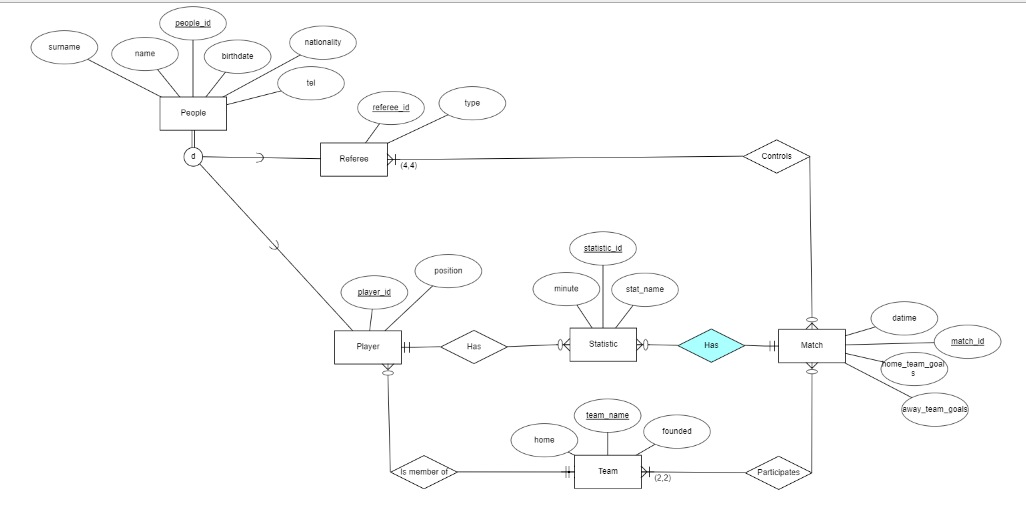 people_id
surname
name
birthdate
nationality
tel
People
d
Referee
referee_id
type
(4,4)
Controls
statistic_id
minute
stat_name
player_id
position
Player
Has
Statistic
Has
Match
datime
match_id
home_team_goal
s
away_team_goals
team_name
home
founded
Is member of
Team
(2,2)
Participates